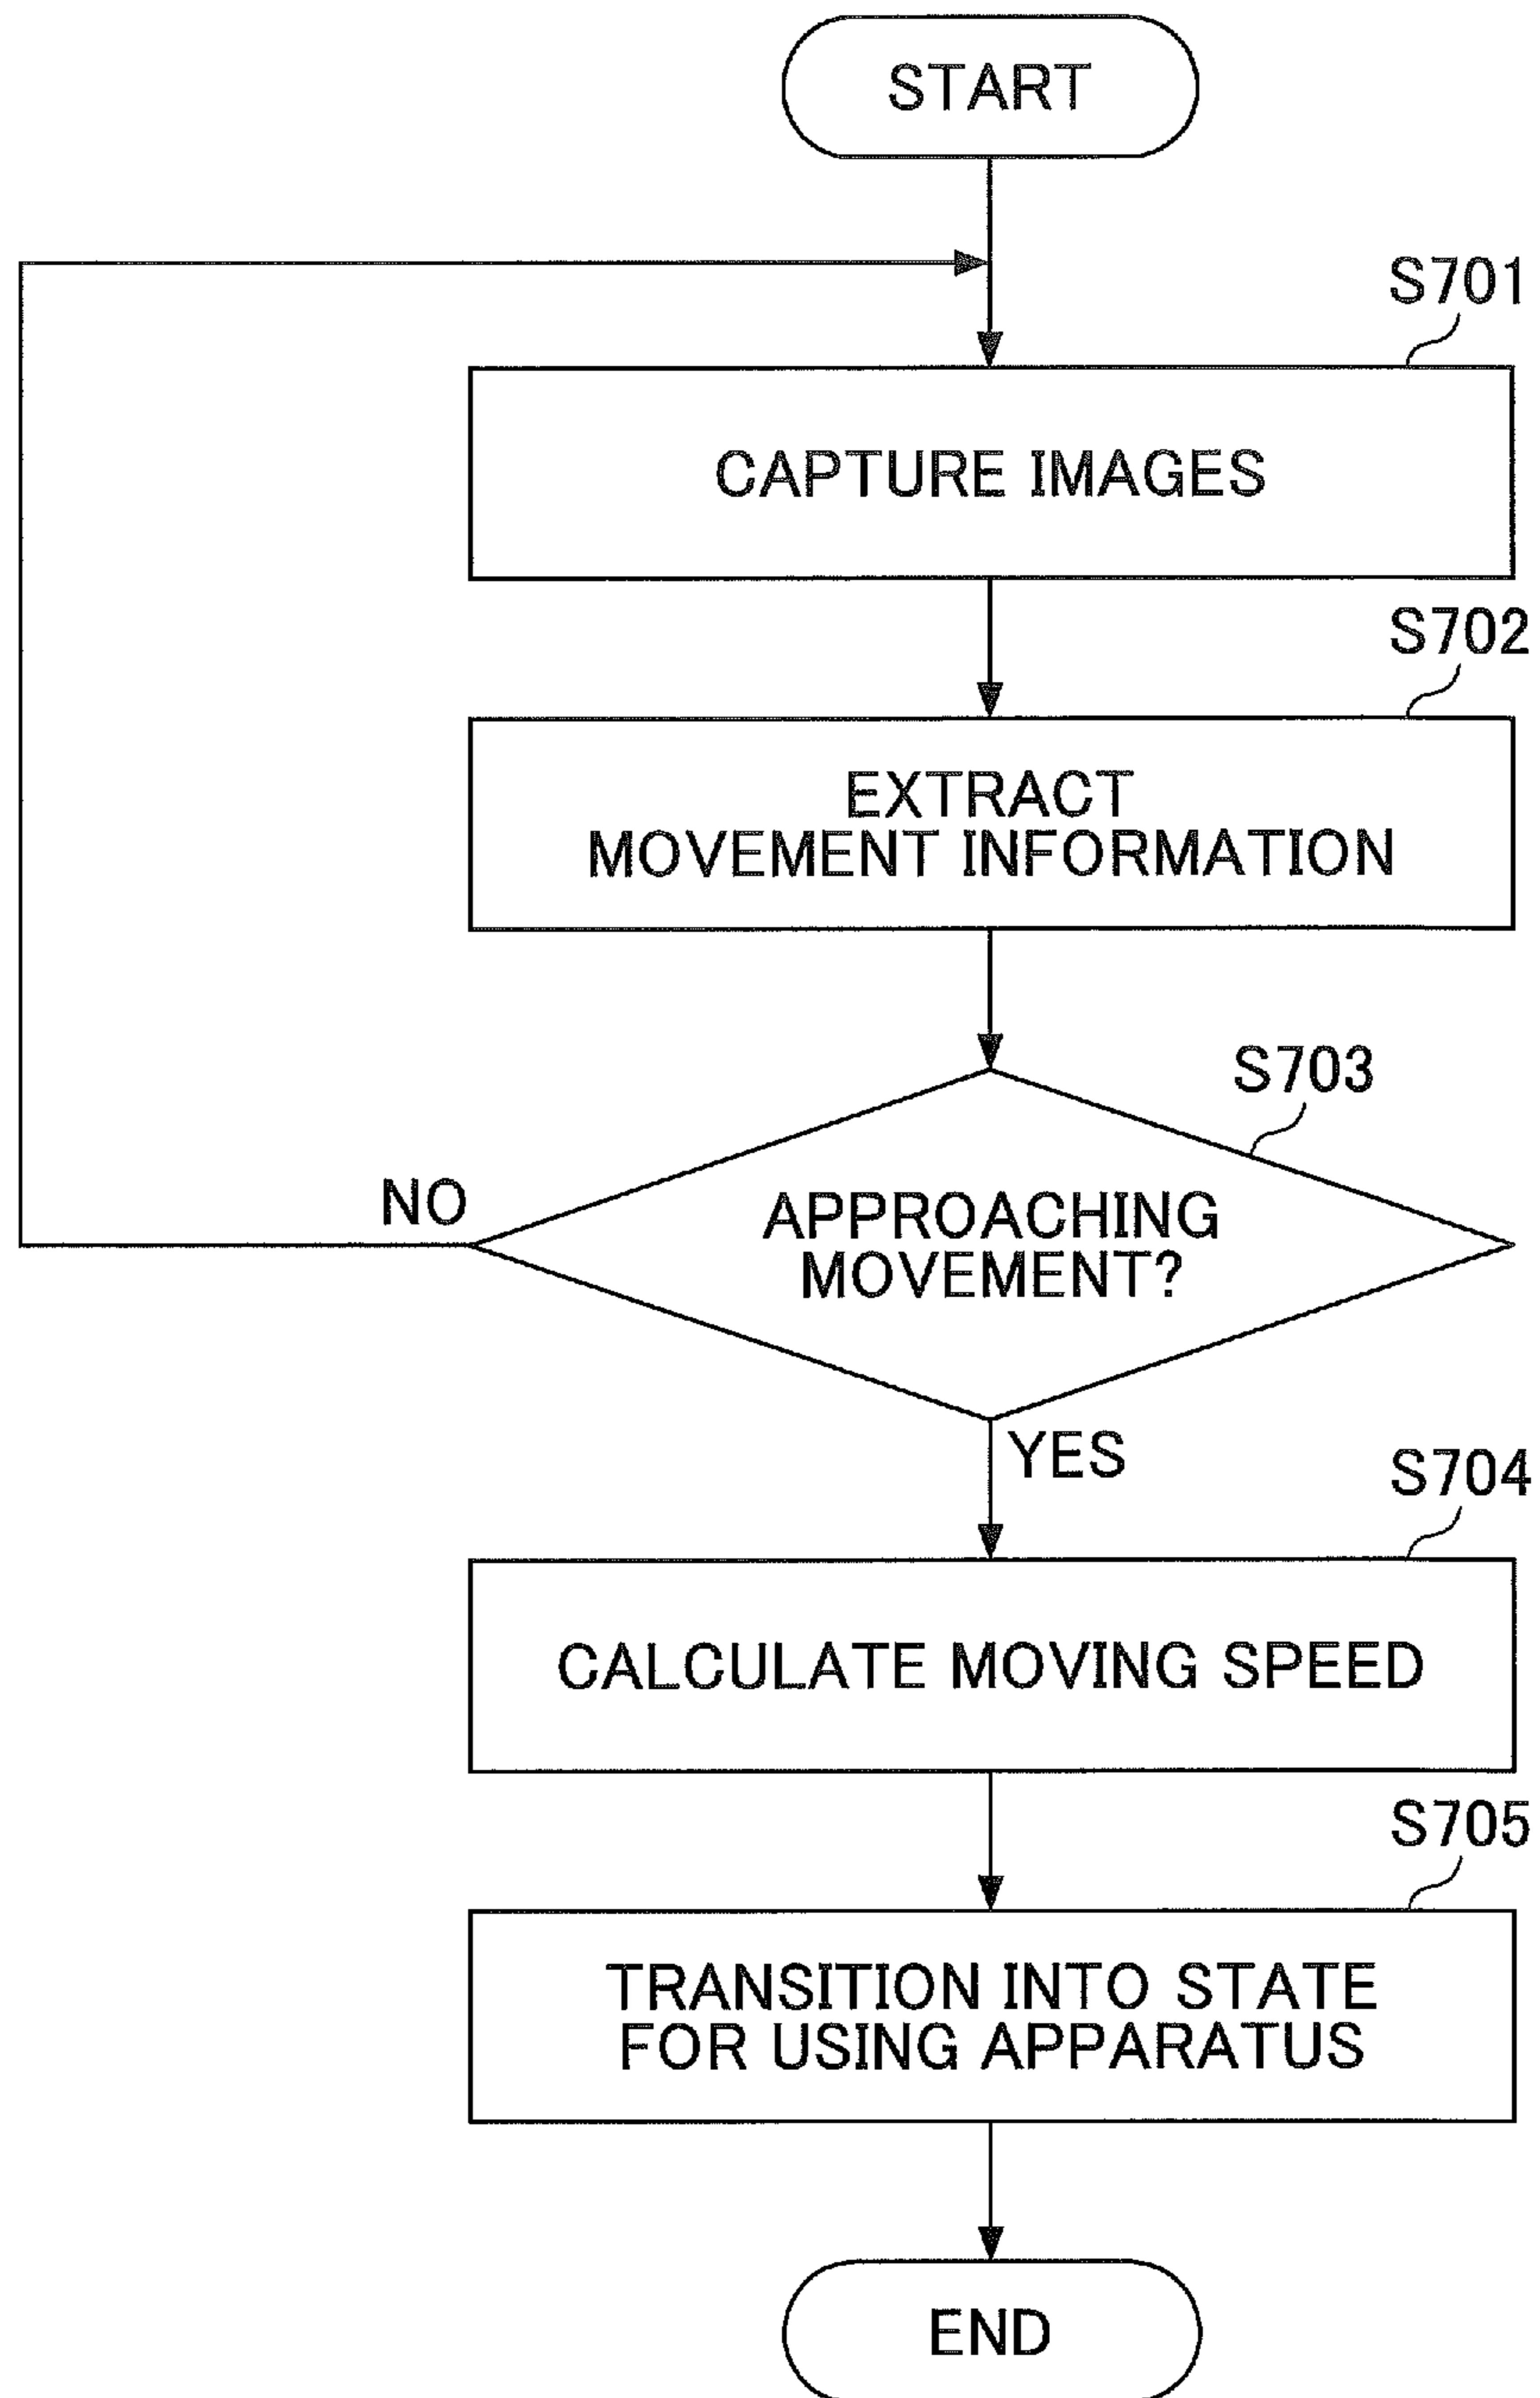 START
S701
CAPTURE IMAGES
S702
EXTRACT
MOVEMENT INFORMATION
S703
NO
APPROACHING
MOVEMENT?
YES
S704
CALCULATE MOVING SPEED
S705
TRANSITION INTO STATE
FOR USING APPARATUS
END